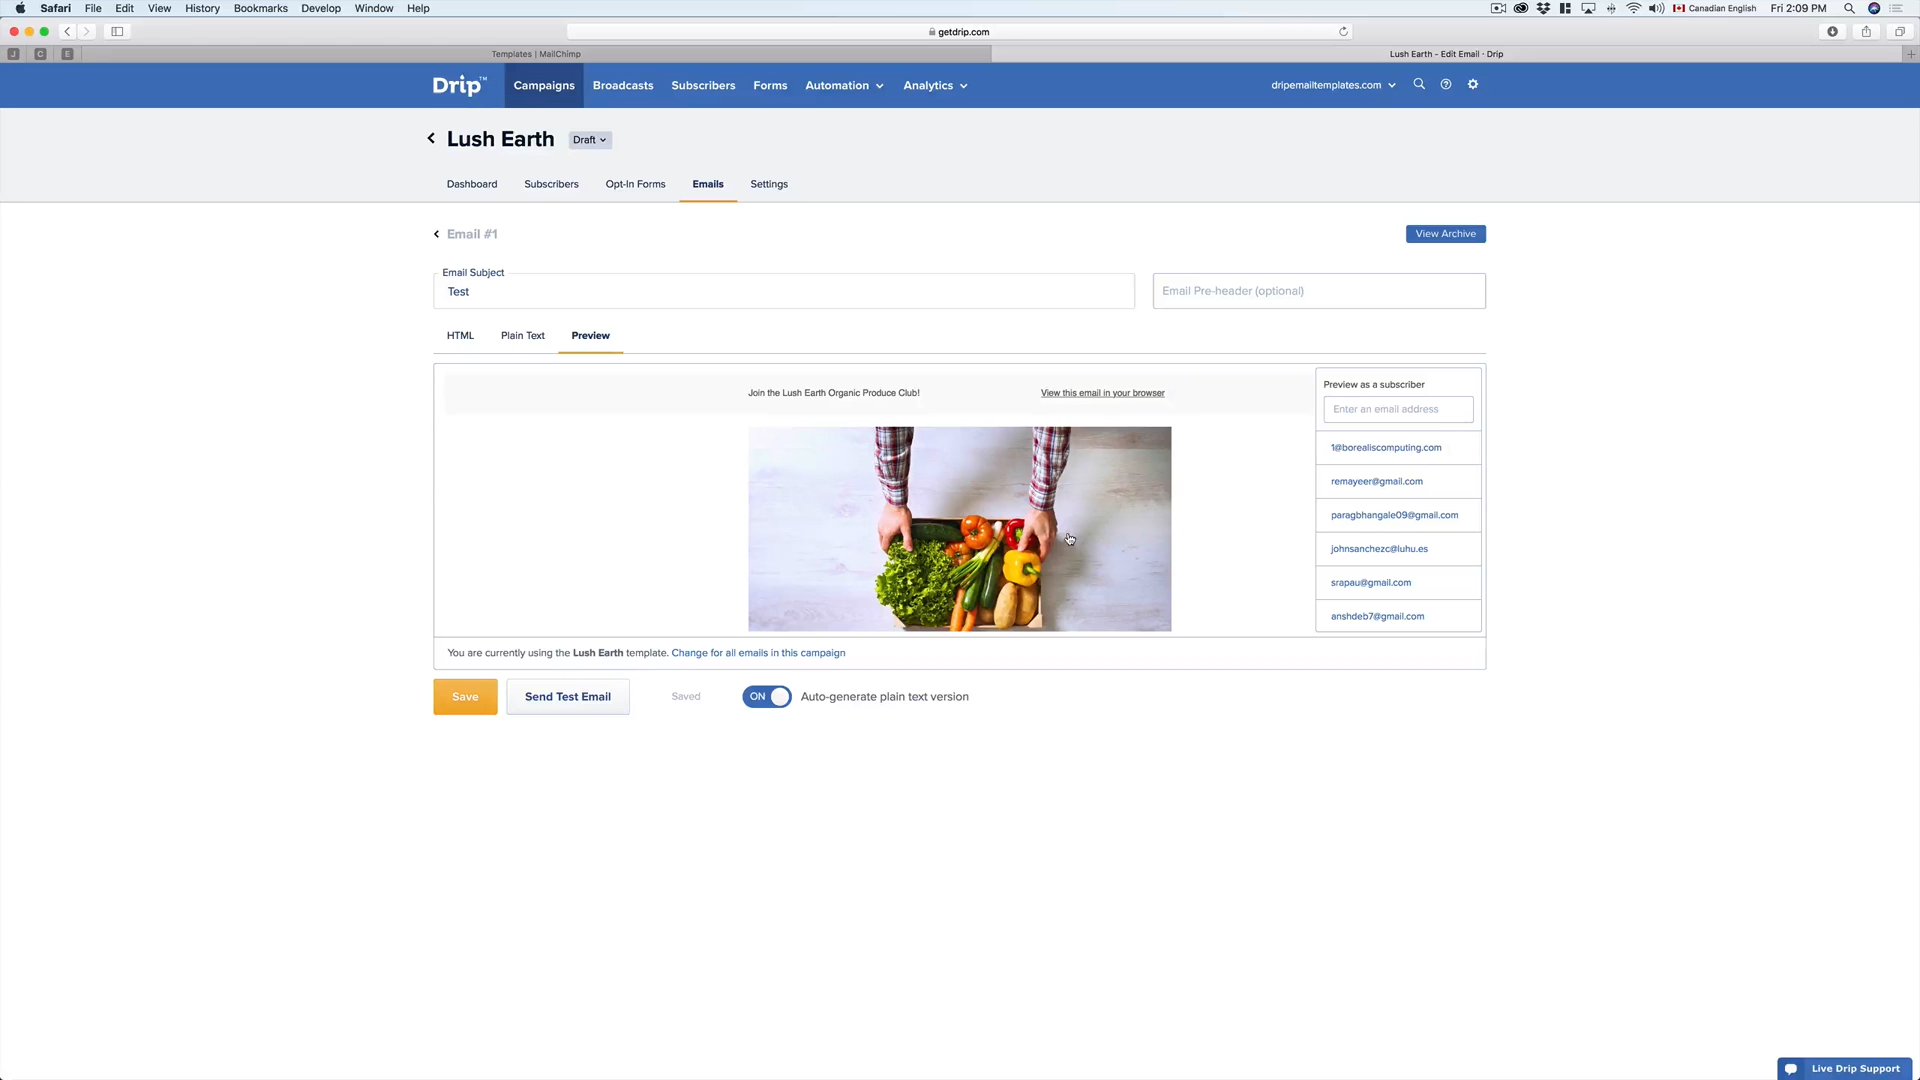 Safari File Edit View History Bookmarks Develop Window Help
Canadian English Fri 2:09 PM
getdrip.com
J C E Templates | MailChimp Lush Earth - Edit Email · Drip
Drip™ Campaigns Broadcasts Subscribers Forms Automation Analytics dripemailtemplates.com
Lush Earth Draft
Dashboard Subscribers Opt-In Forms Emails Settings
Email #1 View Archive
Email Subject
Test Email Pre-header (optional)
HTML Plain Text Preview
Join the Lush Earth Organic Produce Club! View this email in your browser
Preview as a subscriber
Enter an email address
1@borealiscomputing.com
remayeer@gmail.com
paragbhangale09@gmail.com
johnsanchezc@luhu.es
srapau@gmail.com
anshdeb7@gmail.com
You are currently using the Lush Earth template. Change for all emails in this campaign
Save Send Test Email Saved ON Auto-generate plain text version
Live Drip Support